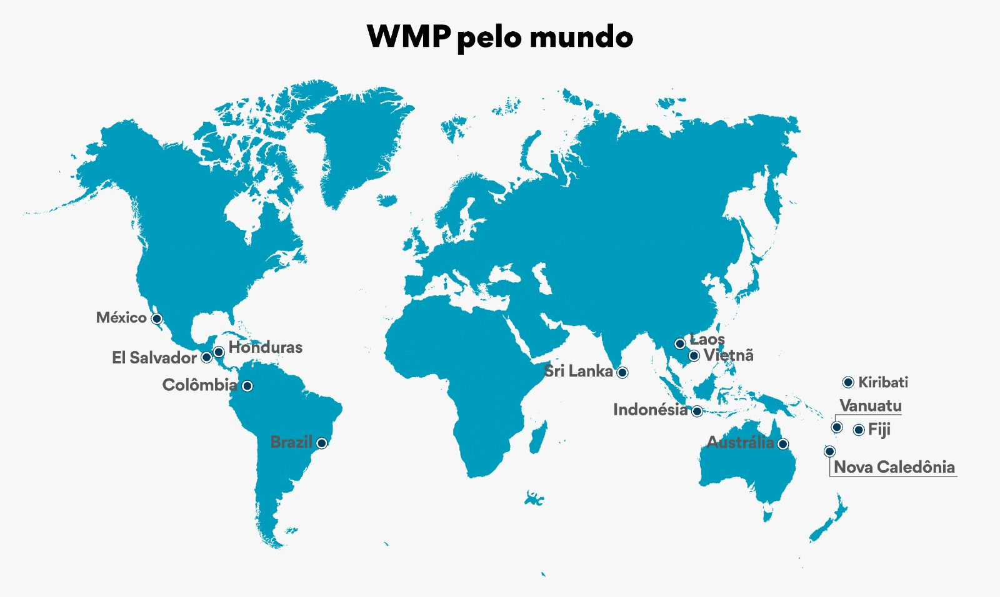 WMP pelo mundo
México
Honduras
El Salvador
Colômbia
Brazil
Laos
Vietnã
Sri Lanka
Kiribati
Vanuatu
Indonésia
Fiji
Austrália
Nova Caledônia